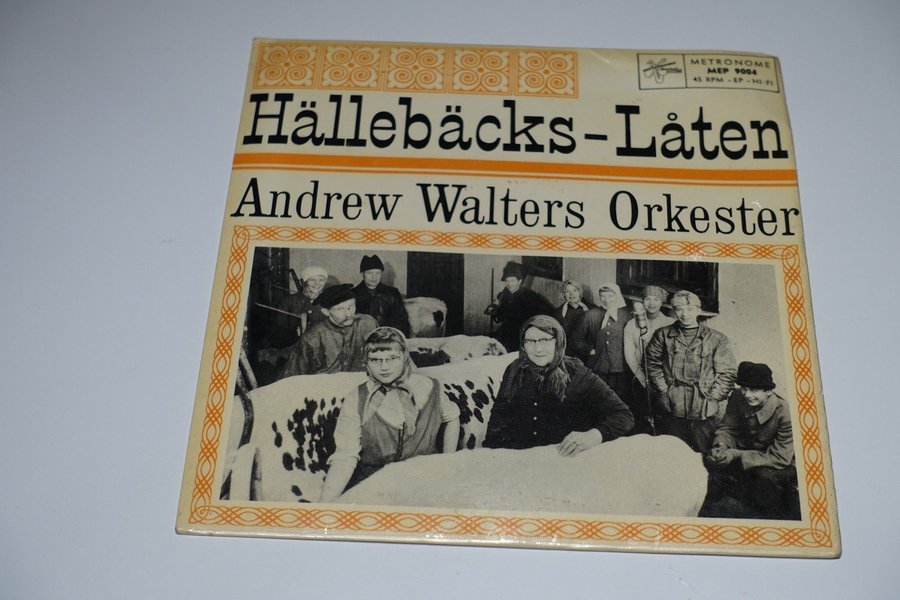 METRONOME
MEP 9004
45 RPM - EP - HI-FI
Hällebäcks-Låten
Andrew Walters Orkester